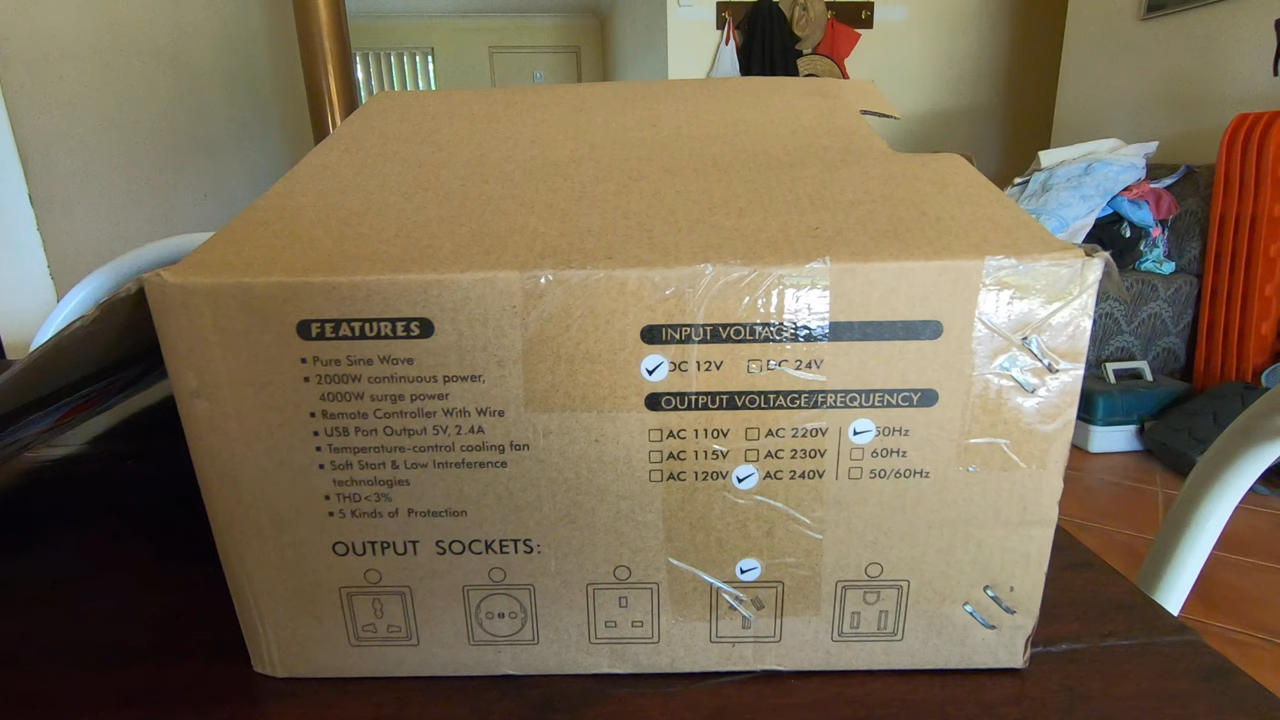 FEATURES
Pure Sine Wave
2000W continuous power,
4000W surge power
Remote Controller With Wire
USB Port Output 5V, 2.4A
Temperature-control cooling fan
Soft Start & Low Intreference
technologies
THD<3%
5 Kinds of Protection
INPUT VOLTAGE
DC 12V DC 24V
OUTPUT VOLTAGE/FREQUENCY
AC 110V AC 220V 50Hz
AC 115V AC 230V 60Hz
AC 120V AC 240V 50/60Hz
OUTPUT SOCKETS: